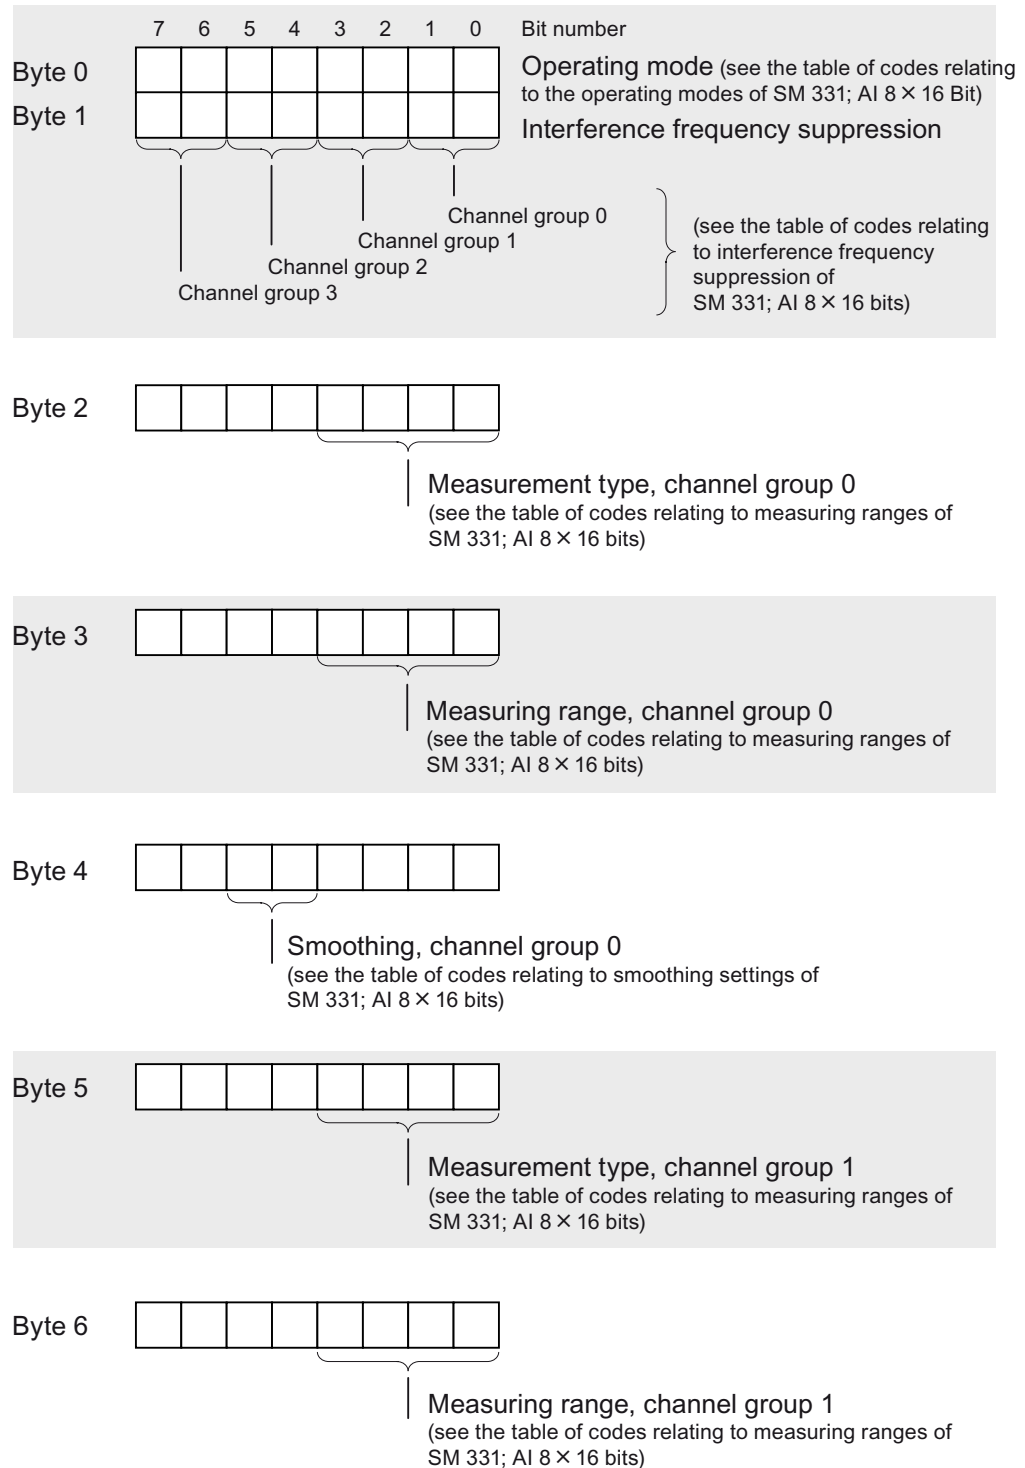 7 6 5 4 3 2 1 0 Bit number
Byte 0
Operating mode (see the table of codes relating
to the operating modes of SM 331; AI 8 × 16 Bit)
Byte 1
Interference frequency suppression
Channel group 0
Channel group 1
Channel group 2
Channel group 3
(see the table of codes relating
to interference frequency
suppression of
SM 331; AI 8 × 16 bits)
Byte 2
Measurement type, channel group 0
(see the table of codes relating to measuring ranges of
SM 331; AI 8 × 16 bits)
Byte 3
Measuring range, channel group 0
(see the table of codes relating to measuring ranges of
SM 331; AI 8 × 16 bits)
Byte 4
Smoothing, channel group 0
(see the table of codes relating to smoothing settings of
SM 331; AI 8 × 16 bits)
Byte 5
Measurement type, channel group 1
(see the table of codes relating to measuring ranges of
SM 331; AI 8 × 16 bits)
Byte 6
Measuring range, channel group 1
(see the table of codes relating to measuring ranges of
SM 331; AI 8 × 16 bits)